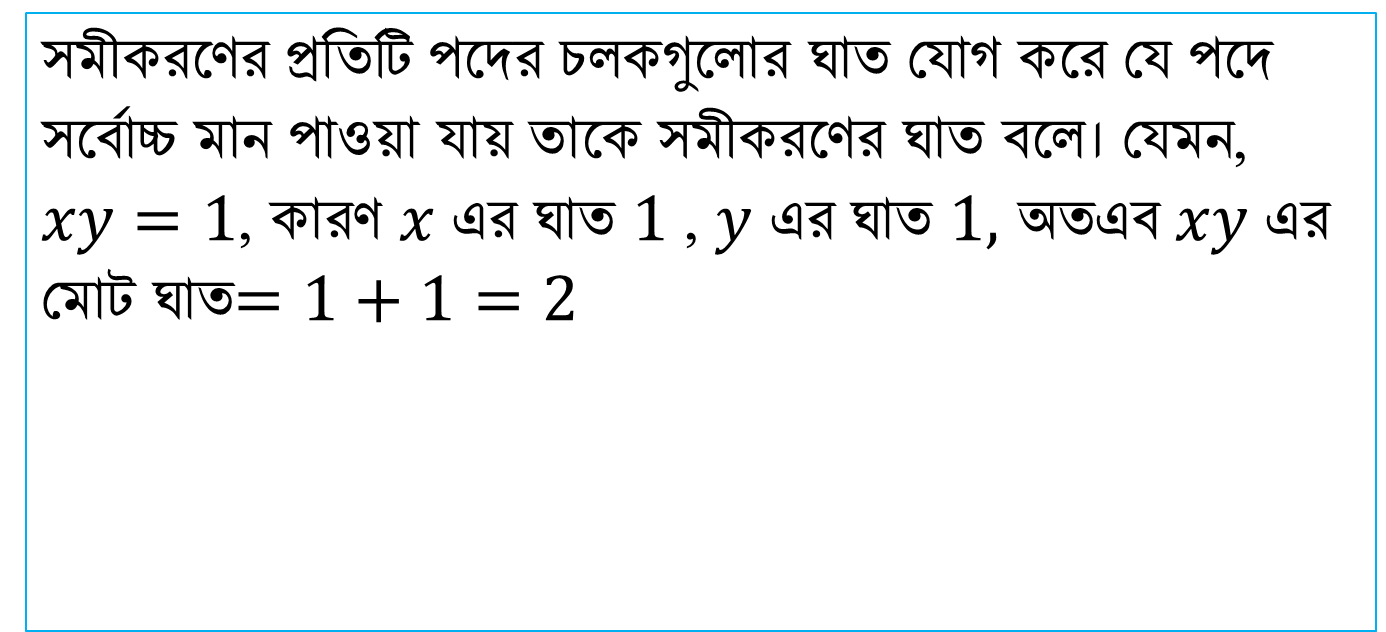 সমীকরণের প্রতিটি পদের চলকগুলোর ঘাত যোগ করে যে পদে
সর্বোচ্চ মান পাওয়া যায় তাকে সমীকরণের ঘাত বলে। যেমন,
xy = 1, কারণ x এর ঘাত 1 , y এর ঘাত 1, অতএব xy এর
মোট ঘাত= 1 + 1 = 2